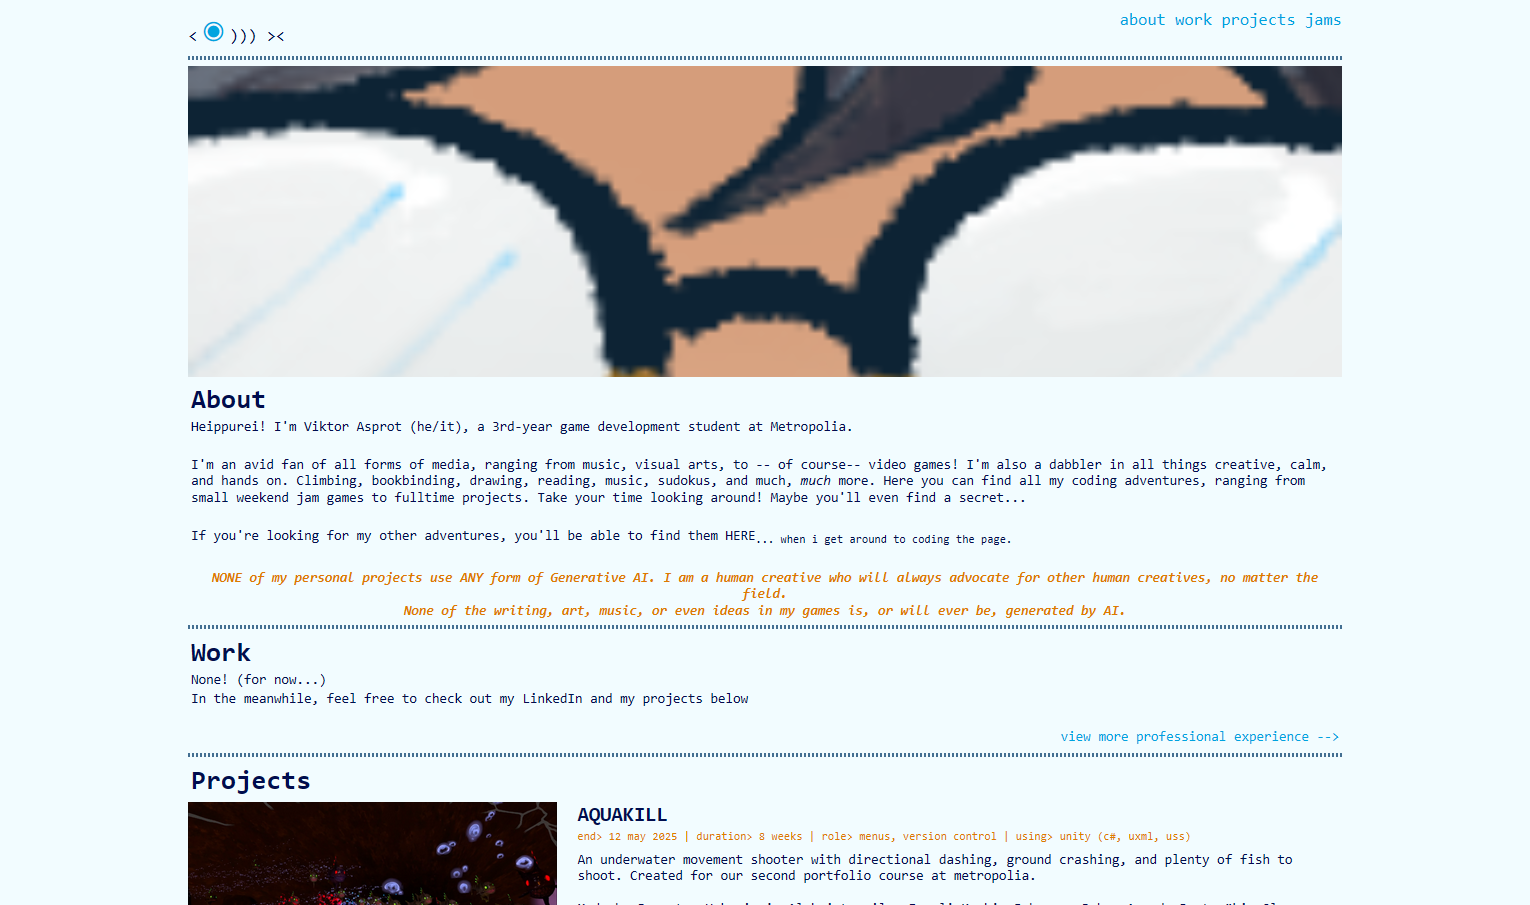 < ))) ><
about work projects jams
About
Heippurei! I'm Viktor Asprot (he/it), a 3rd-year game development student at Metropolia.
I'm an avid fan of all forms of media, ranging from music, visual arts, to -- of course-- video games! I'm also a dabbler in all things creative, calm,
and hands on. Climbing, bookbinding, drawing, reading, music, sudokus, and much, much more. Here you can find all my coding adventures, ranging from
small weekend jam games to fulltime projects. Take your time looking around! Maybe you'll even find a secret...
If you're looking for my other adventures, you'll be able to find them HERE... when i get around to coding the page.
NONE of my personal projects use ANY form of Generative AI. I am a human creative who will always advocate for other human creatives, no matter the
field.
None of the writing, art, music, or even ideas in my games is, or will ever be, generated by AI.
Work
None! (for now...)
In the meanwhile, feel free to check out my LinkedIn and my projects below
view more professional experience -->
Projects
AQUAKILL
end> 12 may 2025 | duration> 8 weeks | role> menus, version control | using> unity (c#, uxml, uss)
An underwater movement shooter with directional dashing, ground crashing, and plenty of fish to
shoot. Created for our second portfolio course at metropolia.